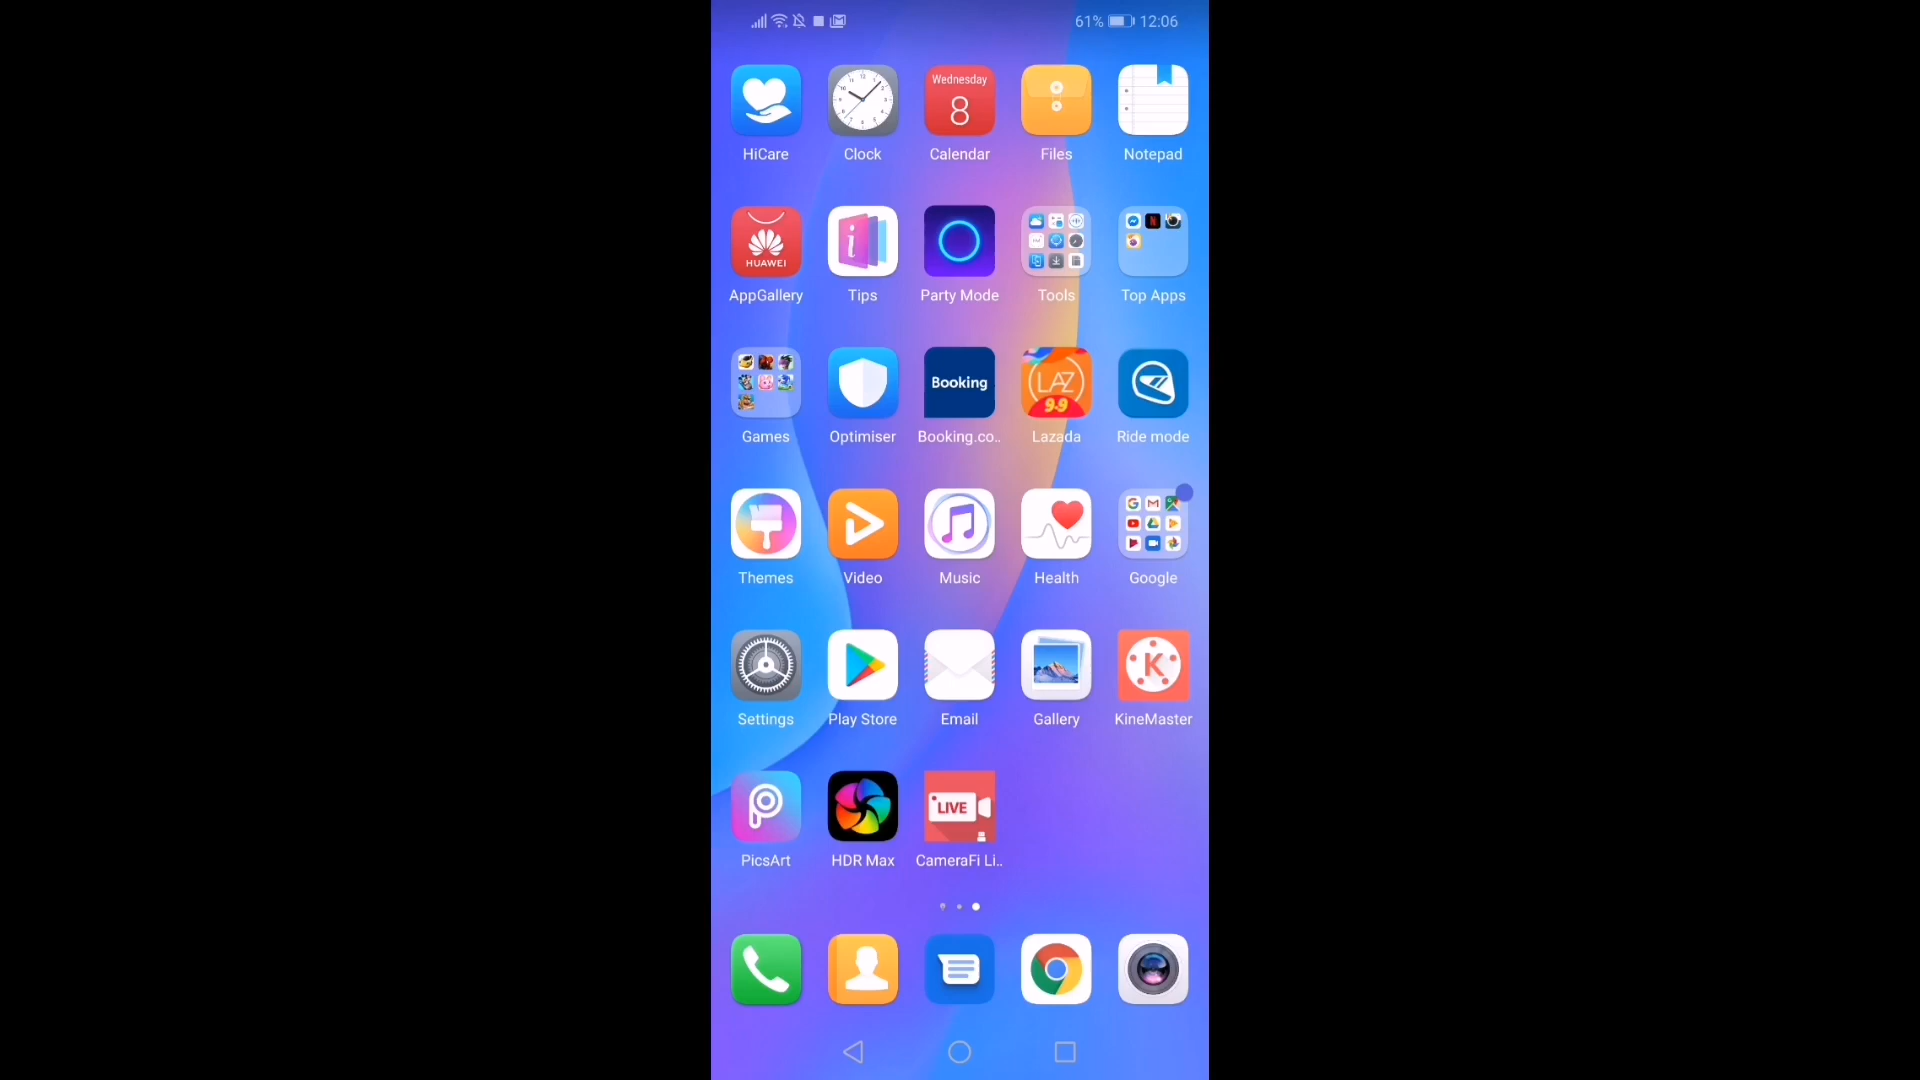 61% 12:06
Wednesday
8
HiCare Clock Calendar Files Notepad
HUAWEI
AppGallery Tips Party Mode Tools Top Apps
Booking LAZ
9.9
Games Optimiser Booking.co.. Lazada Ride mode
Themes Video Music Health Google
K
Settings Play Store Email Gallery KineMaster
LIVE
PicsArt HDR Max CameraFi Li..